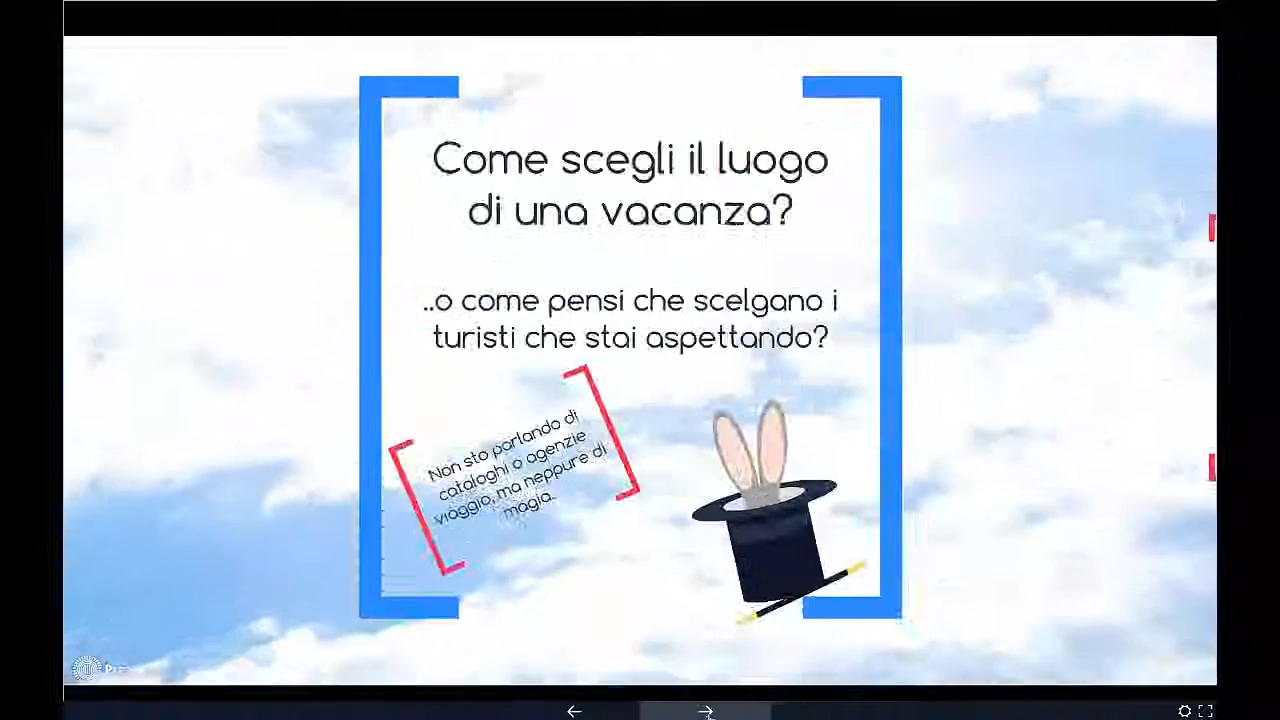 Come scegli il luogo
di una vacanza?
..o come pensi che scelgano i
turisti che stai aspettando?
Non sto parlando di
cataloghi o agenzie
viaggio, ma neppure di
magia..